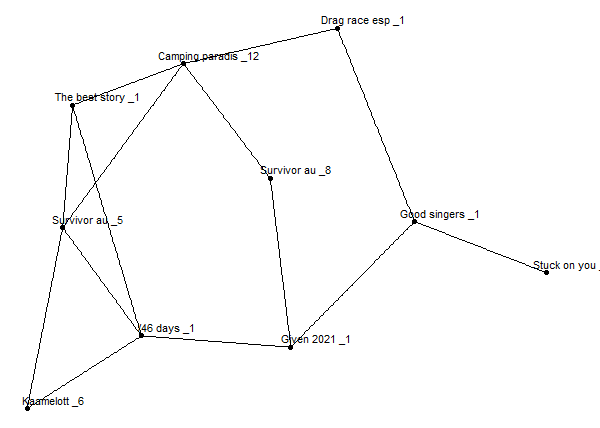 Drag race esp _1
Camping paradis _12
The best story _1
Survivor au _8
Good singers _1
Survivor au _5
Stuck on you _
/46 days _1
Given 2021 _1
Kaamelott _6